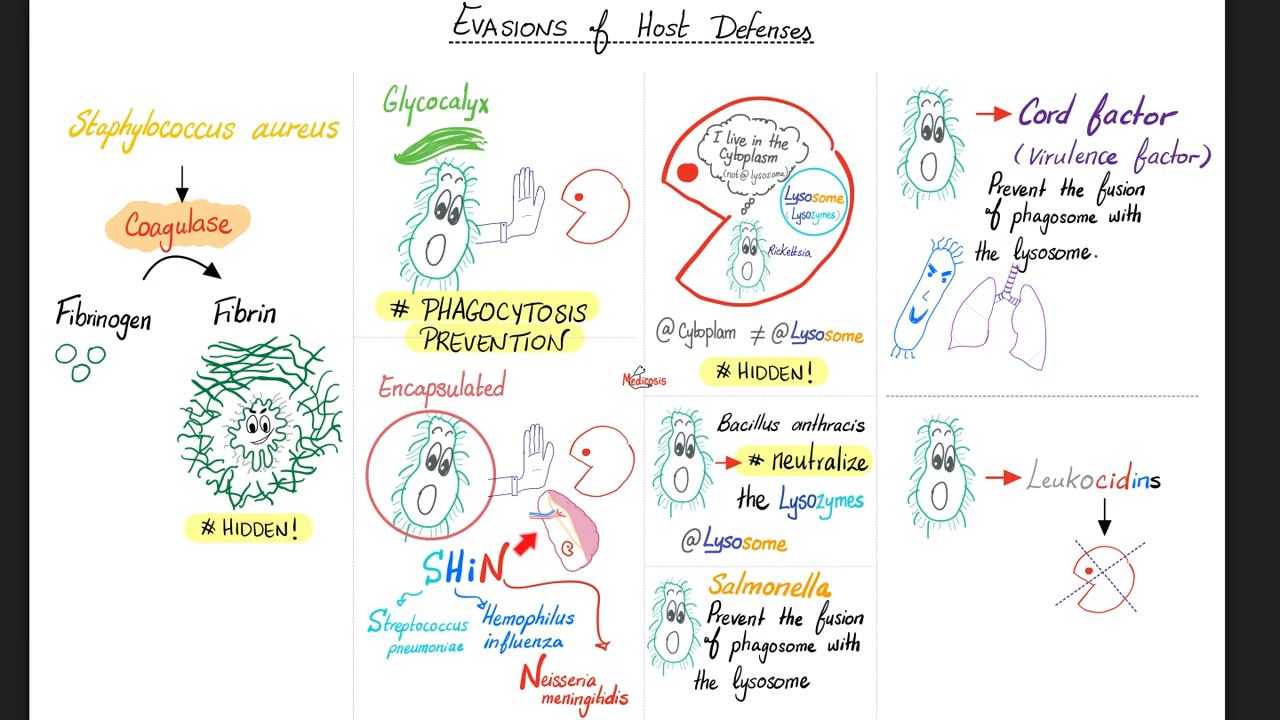 Evasions of Host Defenses
Staphylococcus aureus
Coagulase
Fibrinogen
Fibrin
# HIDDEN!
Glycocalyx
# PHAGOCYTOSIS
PREVENTION
Encapsulated
SHiN
Streptococcus
pneumoniae
Hemophilus
influenza
Neisseria
meningitidis
Medicosis
I live in the
Cytoplasm
(not @ lysosome)
Lysosome
(Lysozymes)
Rickettsia
@ Cytoplam ≠ @ Lysosome
# HIDDEN!
Bacillus anthracis
# neutralize
the Lysozymes
@ Lysosome
Salmonella
Prevent the fusion
of phagosome with
the lysosome
Cord factor
(Virulence factor)
Prevent the fusion
of phagosome with
the lysosome.
Leukocidins